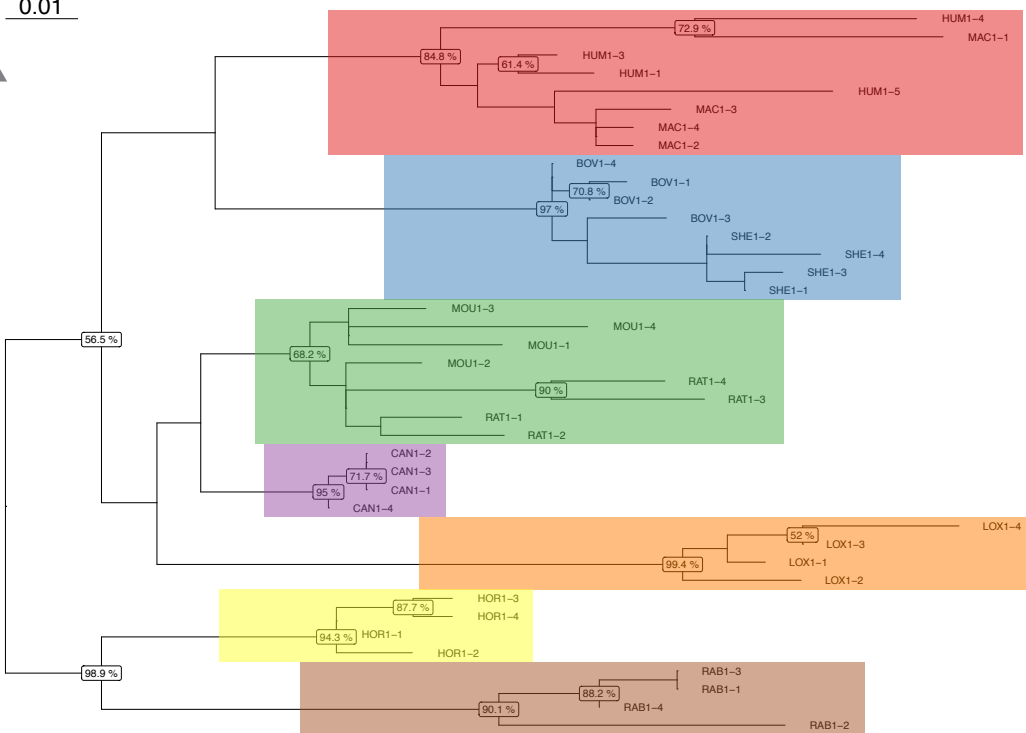 0.01
HUM1−4
72.9 %
MAC1−1
84.8 %
HUM1−3
61.4 %
HUM1−1
HUM1−5
MAC1−3
MAC1−4
MAC1−2
BOV1−4
BOV1−1
70.8 %
BOV1−2
97 %
BOV1−3
SHE1−2
SHE1−4
SHE1−3
SHE1−1
MOU1−3
MOU1−4
56.5 %
MOU1−1
68.2 %
MOU1−2
RAT1−4
90 %
RAT1−3
RAT1−1
RAT1−2
CAN1−2
CAN1−3
71.7 %
CAN1−1
95 %
CAN1−4
LOX1−4
52 %
LOX1−3
LOX1−1
99.4 %
LOX1−2
HOR1−3
87.7 %
HOR1−4
94.3 %
HOR1−1
HOR1−2
98.9 %
RAB1−3
RAB1−1
88.2 %
RAB1−4
90.1 %
RAB1−2